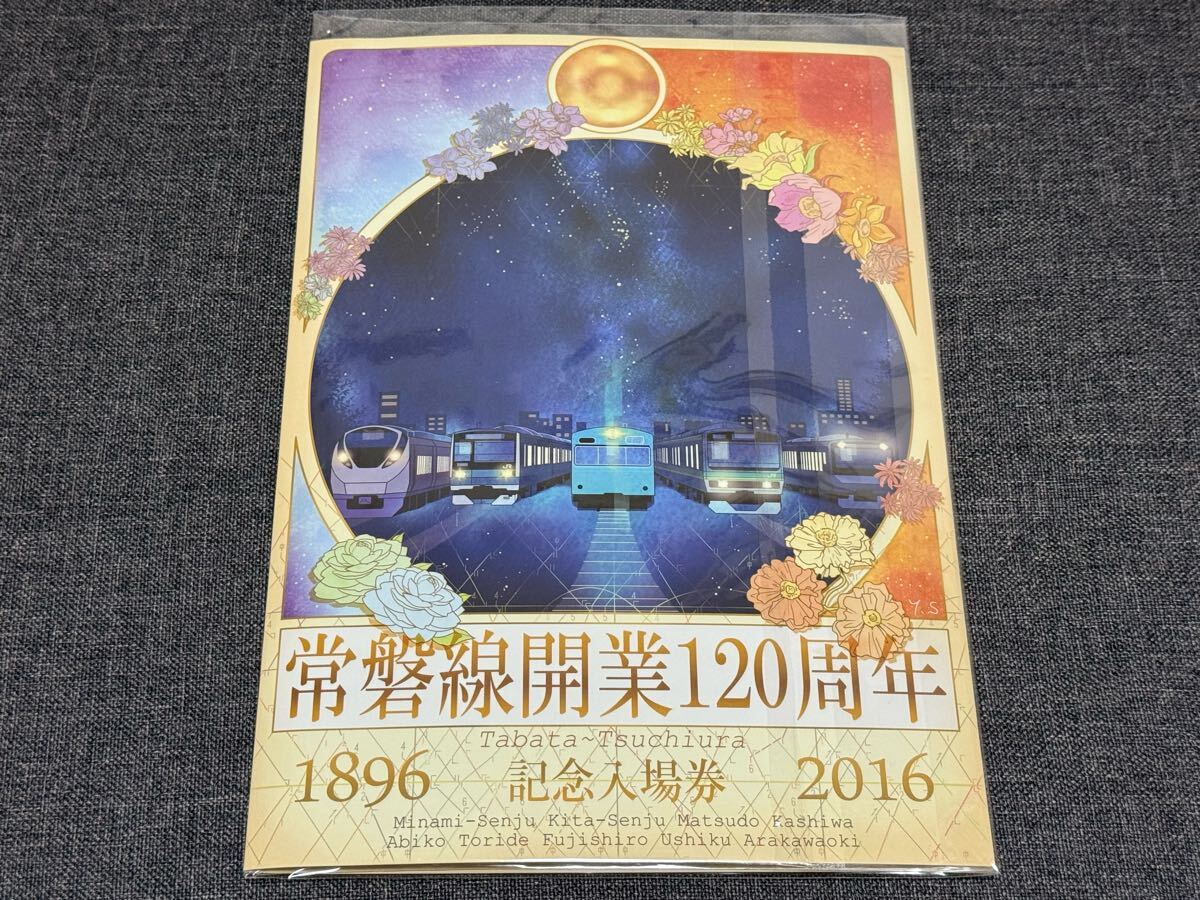 Y.S
常磐線開業120周年
Tabata~Tsuchiura
1896 記念入場券 2016
Minami-Senju Kita-Senju Matsudo Kashiwa
Abiko Toride Fujishiro Ushiku Arakawaoki